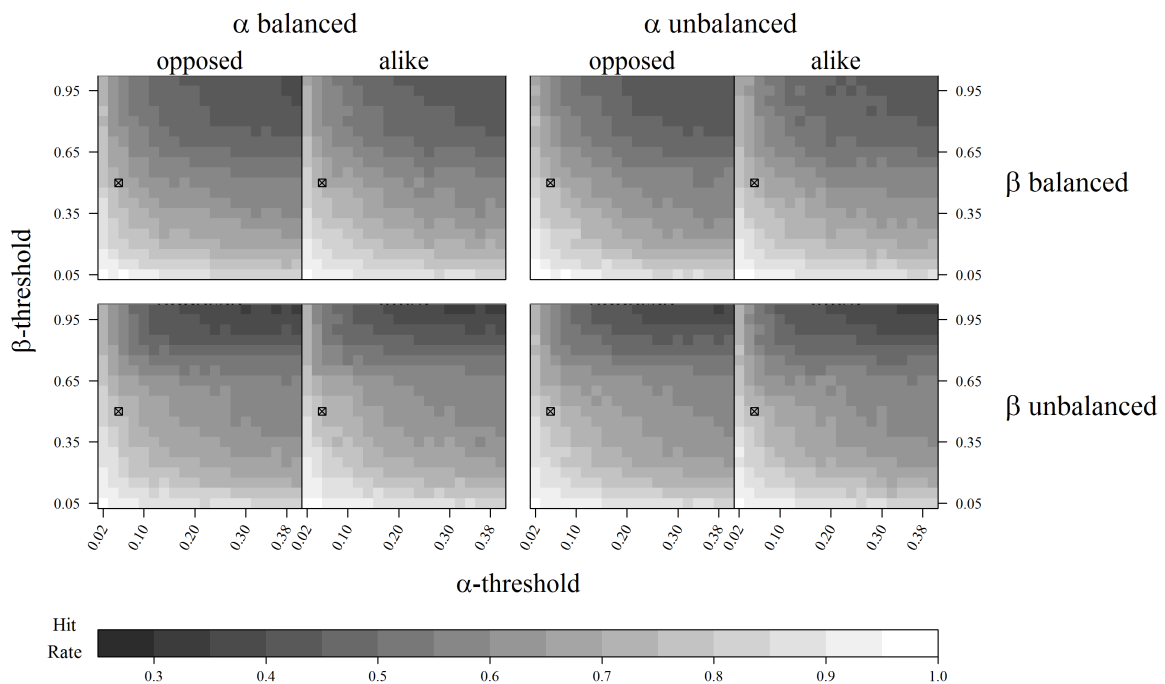 α balanced α unbalanced
opposed alike opposed alike
0.95 0.95
0.65 0.65
β balanced
0.35 0.35
0.05 0.05
β-threshold
0.95 0.95
0.65 0.65
β unbalanced
0.35 0.35
0.05 0.05
0.02 0.10 0.20 0.30 0.38 0.02 0.10 0.20 0.30 0.38 0.02 0.10 0.20 0.30 0.38 0.02 0.10 0.20 0.30 0.38
α-threshold
Hit
Rate
0.3 0.4 0.5 0.6 0.7 0.8 0.9 1.0